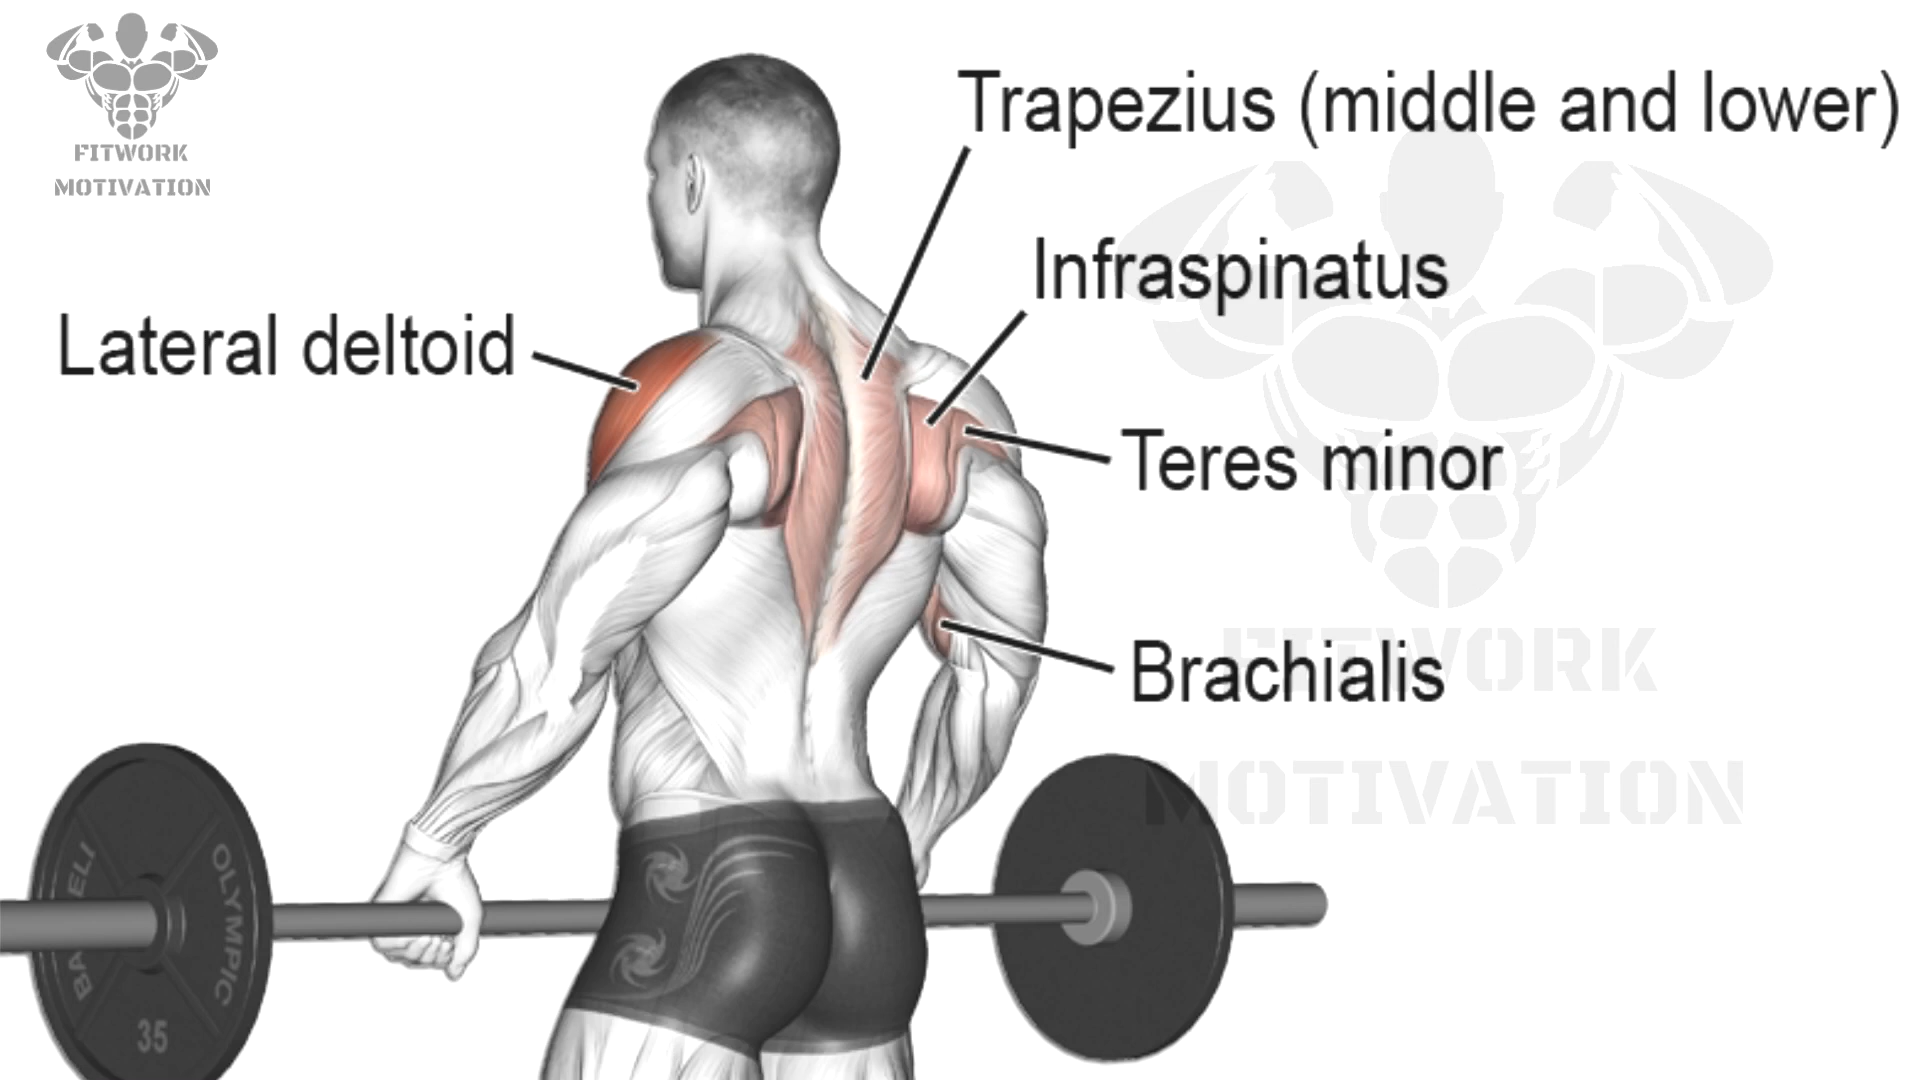 FITWORK
MOTIVATION
Trapezius (middle and lower)
Infraspinatus
Lateral deltoid
Teres minor
Brachialis
FITWORK
MOTIVATION
OLYMPIC
35